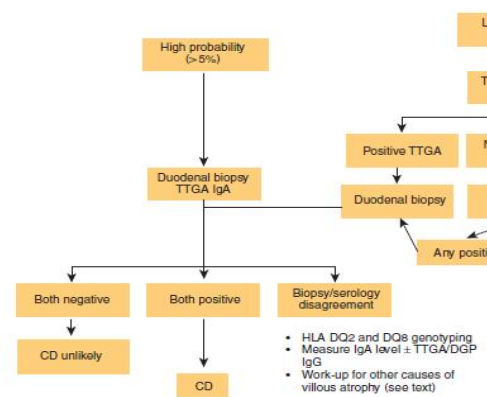 High probability
(>5%)
L
T
Positive TTGA
N
Duodenal biopsy
TTGA IgA
Duodenal biopsy
Any positi
Both negative
Both positive
Biopsy/serology
disagreement
CD unlikely
CD
• HLA DQ2 and DQ8 genotyping
• Measure IgA level ± TTGA/DGP
IgG
• Work-up for other causes of
villous atrophy (see text)